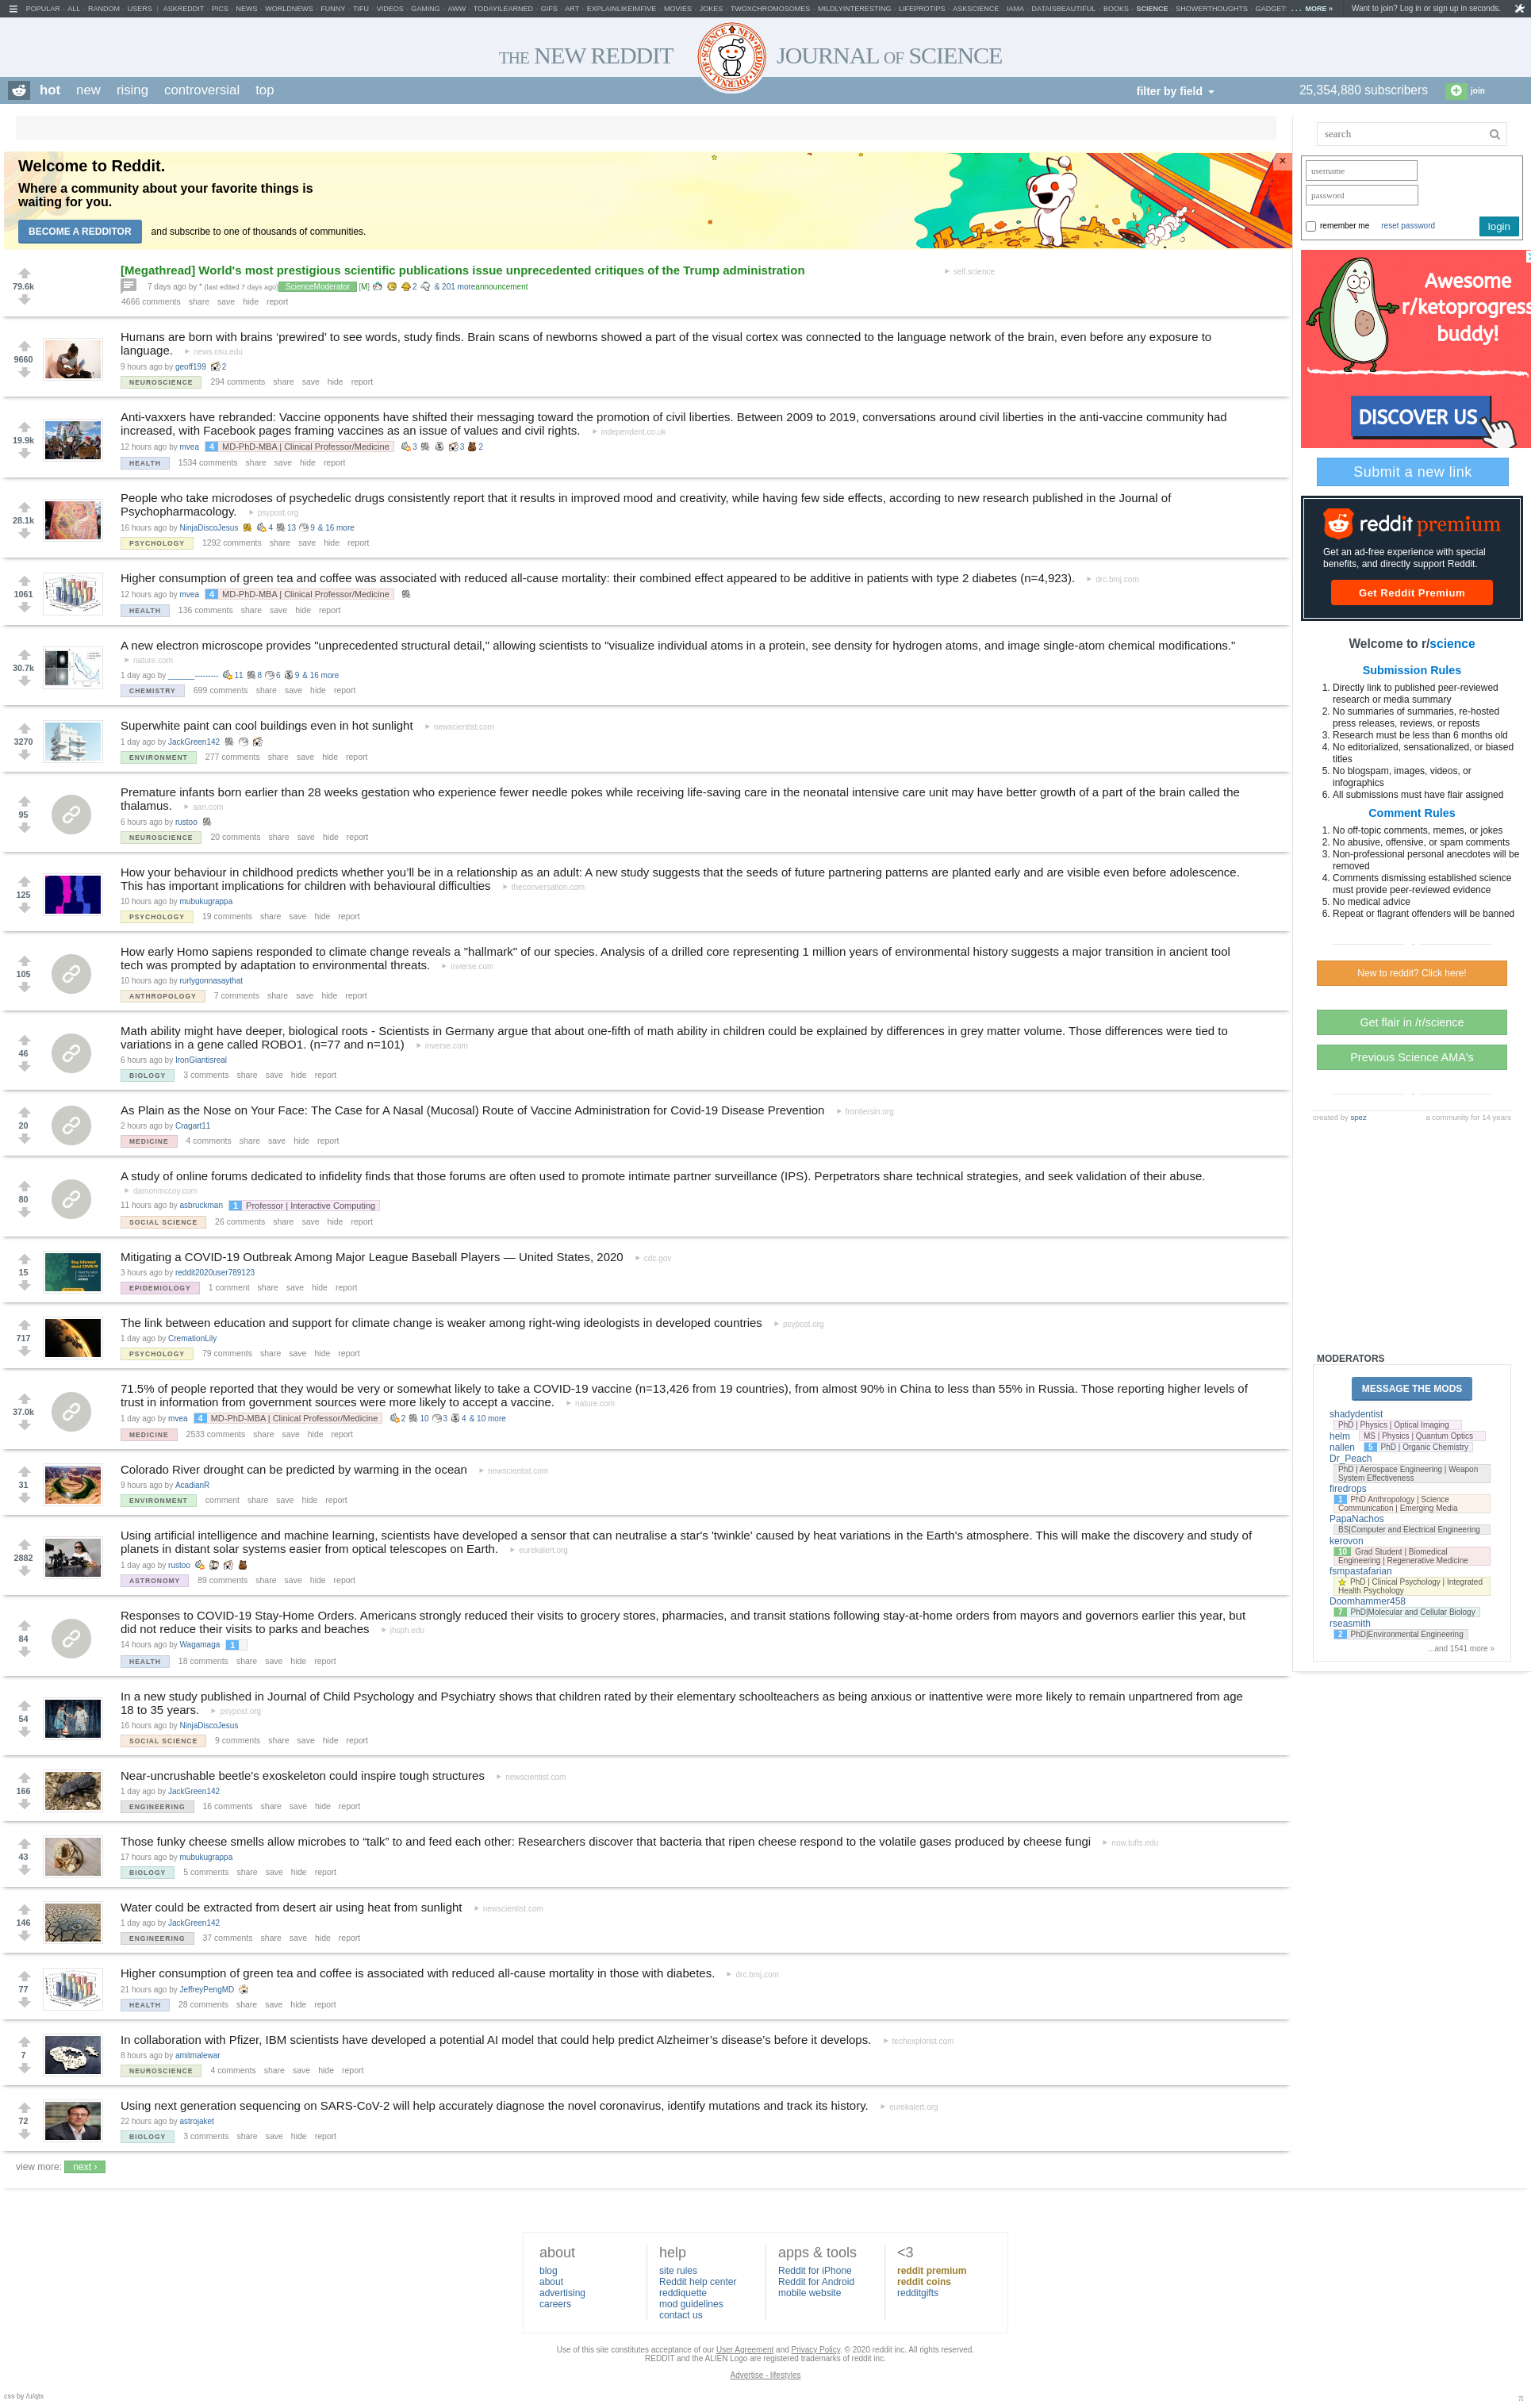 POPULAR - ALL - RANDOM - USERS | ASKREDDIT - PICS - NEWS - WORLDNEWS - FUNNY - TIFU - VIDEOS - GAMING - AWW - TODAYILEARNED - GIFS - ART - EXPLAINLIKEIMFIVE - MOVIES - JOKES - TWOXCHROMOSOMES - MILDLYINTERESTING - LIFEPROTIPS - ASKSCIENCE - IAMA - DATAISBEAUTIFUL - BOOKS - SCIENCE - SHOWERTHOUGHTS - GADGET ... MORE »
Want to join? Log in or sign up in seconds.
THE NEW REDDIT JOURNAL OF SCIENCE
hot new rising controversial top
filter by field
25,354,880 subscribers
join
search
Welcome to Reddit.
Where a community about your favorite things is
waiting for you.
BECOME A REDDITOR and subscribe to one of thousands of communities.
×
username
password
remember me reset password login
79.6k
[Megathread] World's most prestigious scientific publications issue unprecedented critiques of the Trump administration self.science
7 days ago by * (last edited 7 days ago) ScienceModerator [M] 2 & 201 more announcement
4666 comments share save hide report
9660
Humans are born with brains 'prewired' to see words, study finds. Brain scans of newborns showed a part of the visual cortex was connected to the language network of the brain, even before any exposure to
language. news.osu.edu
9 hours ago by geoff199 2
NEUROSCIENCE 294 comments share save hide report
19.9k
Anti-vaxxers have rebranded: Vaccine opponents have shifted their messaging toward the promotion of civil liberties. Between 2009 to 2019, conversations around civil liberties in the anti-vaccine community had
increased, with Facebook pages framing vaccines as an issue of values and civil rights. independent.co.uk
12 hours ago by mvea 4 MD-PhD-MBA | Clinical Professor/Medicine 3 3 2
HEALTH 1534 comments share save hide report
28.1k
People who take microdoses of psychedelic drugs consistently report that it results in improved mood and creativity, while having few side effects, according to new research published in the Journal of
Psychopharmacology. psypost.org
16 hours ago by NinjaDiscoJesus 4 13 9 & 16 more
PSYCHOLOGY 1292 comments share save hide report
1061
Higher consumption of green tea and coffee was associated with reduced all-cause mortality: their combined effect appeared to be additive in patients with type 2 diabetes (n=4,923). drc.bmj.com
12 hours ago by mvea 4 MD-PhD-MBA | Clinical Professor/Medicine
HEALTH 136 comments share save hide report
30.7k
A new electron microscope provides "unprecedented structural detail," allowing scientists to "visualize individual atoms in a protein, see density for hydrogen atoms, and image single-atom chemical modifications."
nature.com
1 day ago by ______--------- 11 8 6 9 & 16 more
CHEMISTRY 699 comments share save hide report
3270
Superwhite paint can cool buildings even in hot sunlight newscientist.com
1 day ago by JackGreen142
ENVIRONMENT 277 comments share save hide report
95
Premature infants born earlier than 28 weeks gestation who experience fewer needle pokes while receiving life-saving care in the neonatal intensive care unit may have better growth of a part of the brain called the
thalamus. aan.com
6 hours ago by rustoo
NEUROSCIENCE 20 comments share save hide report
125
How your behaviour in childhood predicts whether you'll be in a relationship as an adult: A new study suggests that the seeds of future partnering patterns are planted early and are visible even before adolescence.
This has important implications for children with behavioural difficulties theconversation.com
10 hours ago by mubukugrappa
PSYCHOLOGY 19 comments share save hide report
105
How early Homo sapiens responded to climate change reveals a "hallmark" of our species. Analysis of a drilled core representing 1 million years of environmental history suggests a major transition in ancient tool
tech was prompted by adaptation to environmental threats. inverse.com
10 hours ago by rurlygonnasaythat
ANTHROPOLOGY 7 comments share save hide report
46
Math ability might have deeper, biological roots - Scientists in Germany argue that about one-fifth of math ability in children could be explained by differences in grey matter volume. Those differences were tied to
variations in a gene called ROBO1. (n=77 and n=101) inverse.com
6 hours ago by IronGiantisreal
BIOLOGY 3 comments share save hide report
20
As Plain as the Nose on Your Face: The Case for A Nasal (Mucosal) Route of Vaccine Administration for Covid-19 Disease Prevention frontiersin.org
2 hours ago by Cragart11
MEDICINE 4 comments share save hide report
80
A study of online forums dedicated to infidelity finds that those forums are often used to promote intimate partner surveillance (IPS). Perpetrators share technical strategies, and seek validation of their abuse.
damonmccoy.com
11 hours ago by asbruckman 1 Professor | Interactive Computing
SOCIAL SCIENCE 26 comments share save hide report
15
Mitigating a COVID-19 Outbreak Among Major League Baseball Players — United States, 2020 cdc.gov
3 hours ago by reddit2020user789123
EPIDEMIOLOGY 1 comment share save hide report
717
The link between education and support for climate change is weaker among right-wing ideologists in developed countries psypost.org
1 day ago by CremationLily
PSYCHOLOGY 79 comments share save hide report
37.0k
71.5% of people reported that they would be very or somewhat likely to take a COVID-19 vaccine (n=13,426 from 19 countries), from almost 90% in China to less than 55% in Russia. Those reporting higher levels of
trust in information from government sources were more likely to accept a vaccine. nature.com
1 day ago by mvea 4 MD-PhD-MBA | Clinical Professor/Medicine 2 10 3 4 & 10 more
MEDICINE 2533 comments share save hide report
31
Colorado River drought can be predicted by warming in the ocean newscientist.com
9 hours ago by AcadianR
ENVIRONMENT comment share save hide report
2882
Using artificial intelligence and machine learning, scientists have developed a sensor that can neutralise a star's 'twinkle' caused by heat variations in the Earth's atmosphere. This will make the discovery and study of
planets in distant solar systems easier from optical telescopes on Earth. eurekalert.org
1 day ago by rustoo
ASTRONOMY 89 comments share save hide report
84
Responses to COVID-19 Stay-Home Orders. Americans strongly reduced their visits to grocery stores, pharmacies, and transit stations following stay-at-home orders from mayors and governors earlier this year, but
did not reduce their visits to parks and beaches jhsph.edu
14 hours ago by Wagamaga 1
HEALTH 18 comments share save hide report
54
In a new study published in Journal of Child Psychology and Psychiatry shows that children rated by their elementary schoolteachers as being anxious or inattentive were more likely to remain unpartnered from age
18 to 35 years. psypost.org
16 hours ago by NinjaDiscoJesus
SOCIAL SCIENCE 9 comments share save hide report
166
Near-uncrushable beetle's exoskeleton could inspire tough structures newscientist.com
1 day ago by JackGreen142
ENGINEERING 16 comments share save hide report
43
Those funky cheese smells allow microbes to "talk" to and feed each other: Researchers discover that bacteria that ripen cheese respond to the volatile gases produced by cheese fungi now.tufts.edu
17 hours ago by mubukugrappa
BIOLOGY 5 comments share save hide report
146
Water could be extracted from desert air using heat from sunlight newscientist.com
1 day ago by JackGreen142
ENGINEERING 37 comments share save hide report
77
Higher consumption of green tea and coffee is associated with reduced all-cause mortality in those with diabetes. drc.bmj.com
21 hours ago by JeffreyPengMD
HEALTH 28 comments share save hide report
7
In collaboration with Pfizer, IBM scientists have developed a potential AI model that could help predict Alzheimer's disease's before it develops. techexplorist.com
8 hours ago by amitmalewar
NEUROSCIENCE 4 comments share save hide report
72
Using next generation sequencing on SARS-CoV-2 will help accurately diagnose the novel coronavirus, identify mutations and track its history. eurekalert.org
22 hours ago by astrojaket
BIOLOGY 3 comments share save hide report
view more: next ›
Awesome
r/ketoprogress
buddy!
DISCOVER US
Submit a new link
reddit premium
Get an ad-free experience with special
benefits, and directly support Reddit.
Get Reddit Premium
Welcome to r/science
Submission Rules
1. Directly link to published peer-reviewed
research or media summary
2. No summaries of summaries, re-hosted
press releases, reviews, or reposts
3. Research must be less than 6 months old
4. No editorialized, sensationalized, or biased
titles
5. No blogspam, images, videos, or
infographics
6. All submissions must have flair assigned
Comment Rules
1. No off-topic comments, memes, or jokes
2. No abusive, offensive, or spam comments
3. Non-professional personal anecdotes will be
removed
4. Comments dismissing established science
must provide peer-reviewed evidence
5. No medical advice
6. Repeat or flagrant offenders will be banned
New to reddit? Click here!
Get flair in /r/science
Previous Science AMA's
created by spez a community for 14 years
MODERATORS
MESSAGE THE MODS
shadydentist
PhD | Physics | Optical Imaging
helm MS | Physics | Quantum Optics
nallen 5 PhD | Organic Chemistry
Dr_Peach
PhD | Aerospace Engineering | Weapon
System Effectiveness
firedrops
1 PhD Anthropology | Science
Communication | Emerging Media
PapaNachos
BS|Computer and Electrical Engineering
kerovon
10 Grad Student | Biomedical
Engineering | Regenerative Medicine
fsmpastafarian
PhD | Clinical Psychology | Integrated
Health Psychology
Doomhammer458
7 PhD|Molecular and Cellular Biology
rseasmith
2 PhD|Environmental Engineering
...and 1541 more »
about
blog
about
advertising
careers
help
site rules
Reddit help center
reddiquette
mod guidelines
contact us
apps & tools
Reddit for iPhone
Reddit for Android
mobile website
<3
reddit premium
reddit coins
redditgifts
Use of this site constitutes acceptance of our User Agreement and Privacy Policy. © 2020 reddit inc. All rights reserved.
REDDIT and the ALIEN Logo are registered trademarks of reddit inc.
Advertise - lifestyles
css by /u/qtx
π